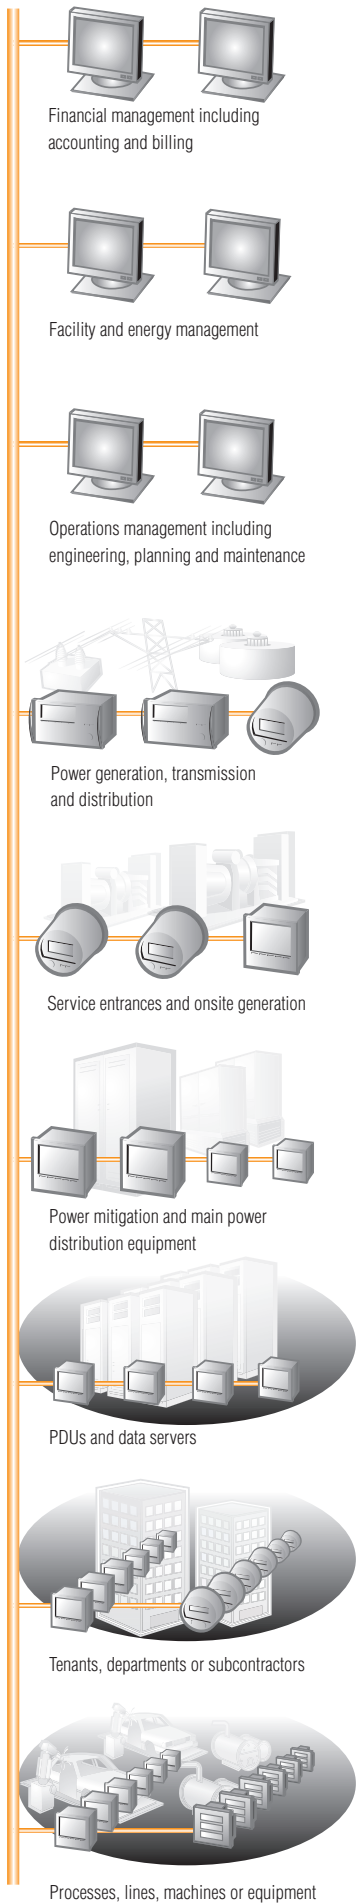 Financial management including
accounting and billing
Facility and energy management
Operations management including
engineering, planning and maintenance
Power generation, transmission
and distribution
Service entrances and onsite generation
Power mitigation and main power
distribution equipment
PDUs and data servers
Tenants, departments or subcontractors
Processes, lines, machines or equipment